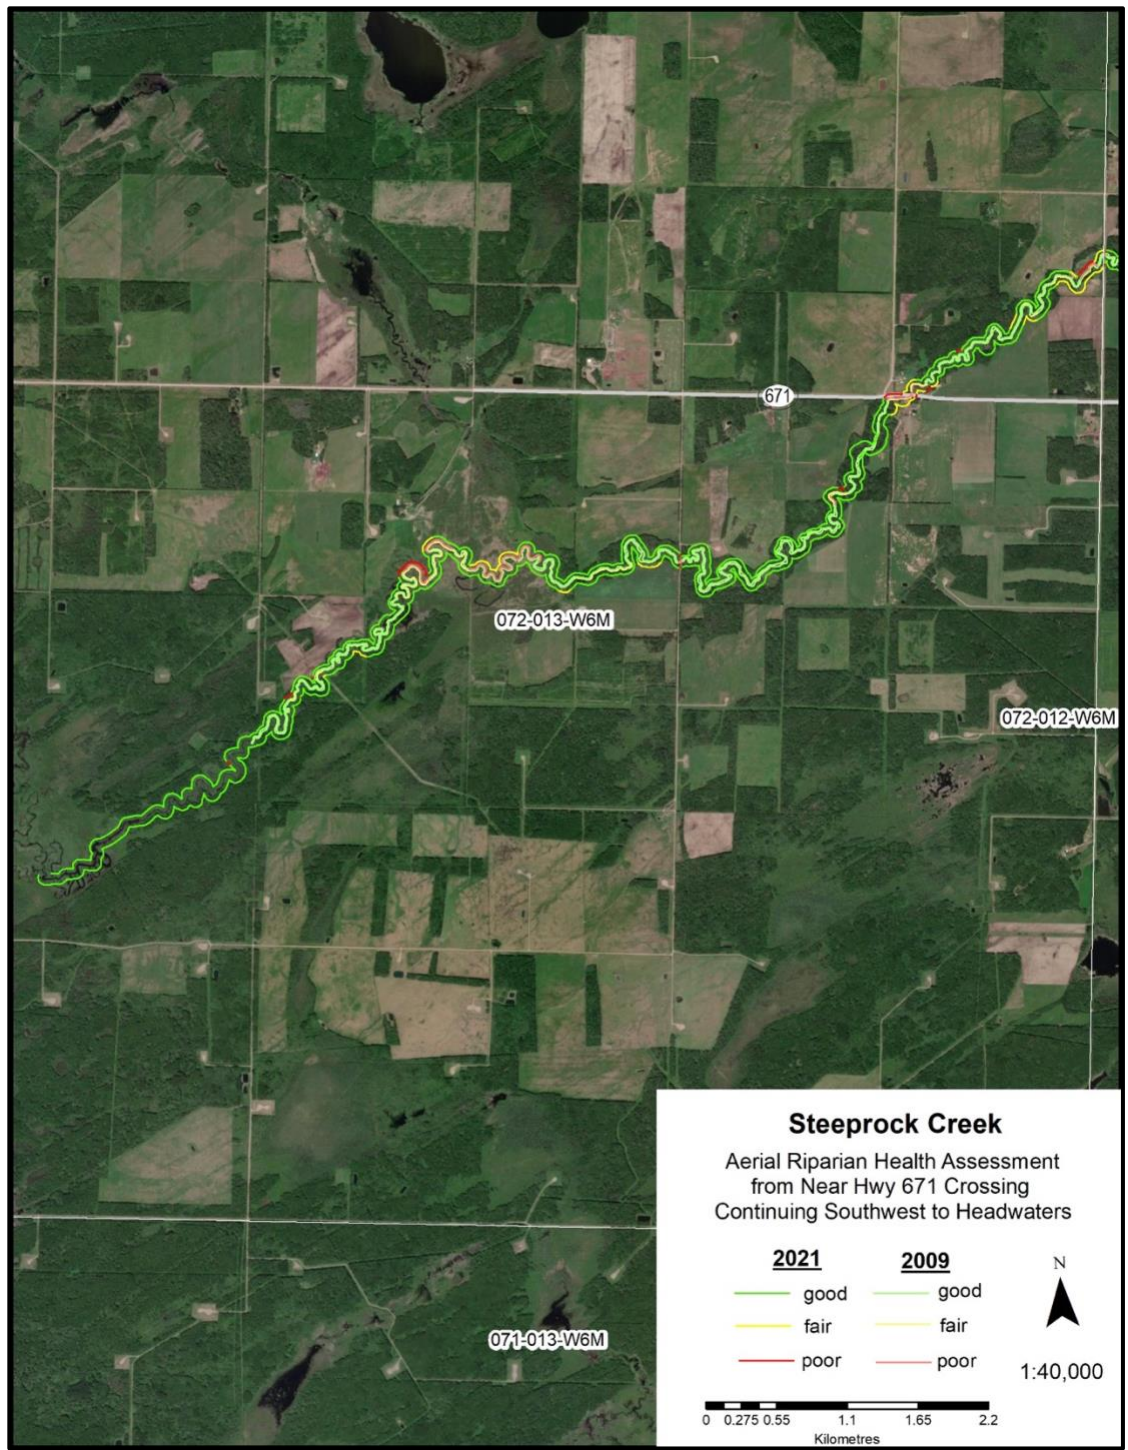 671
072-013-W6M
072-012-W6M
071-013-W6M
Steeprock Creek
Aerial Riparian Health Assessment
from Near Hwy 671 Crossing
Continuing Southwest to Headwaters
2021 2009
good good
fair fair
poor poor
N
1:40,000
0 0.275 0.55 1.1 1.65 2.2
Kilometres